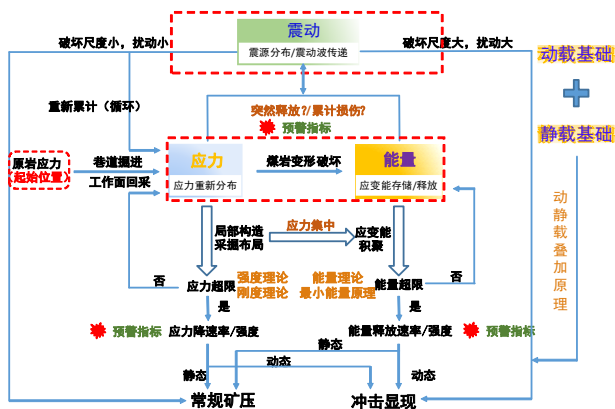 震动
震源分布/震动波传递
破坏尺度小，扰动小
破坏尺度大，扰动大
动载基础
静载基础
重新累计（循环）
突然释放?/累计损伤?
预警指标
原岩应力
(起始位置)
巷道掘进
工作面回采
应力
应力重新分布
煤岩变形破坏
能量
应变能存储/释放
动静载叠加原理
局部构造
采掘布局
应力集中
应变能
积聚
否
应力超限
强度理论
刚度理论
能量理论
最小能量原理
能量超限
否
是
是
预警指标
应力降速率/强度
能量释放速率/强度
预警指标
静态
动态
静态
动态
常规矿压
冲击显现